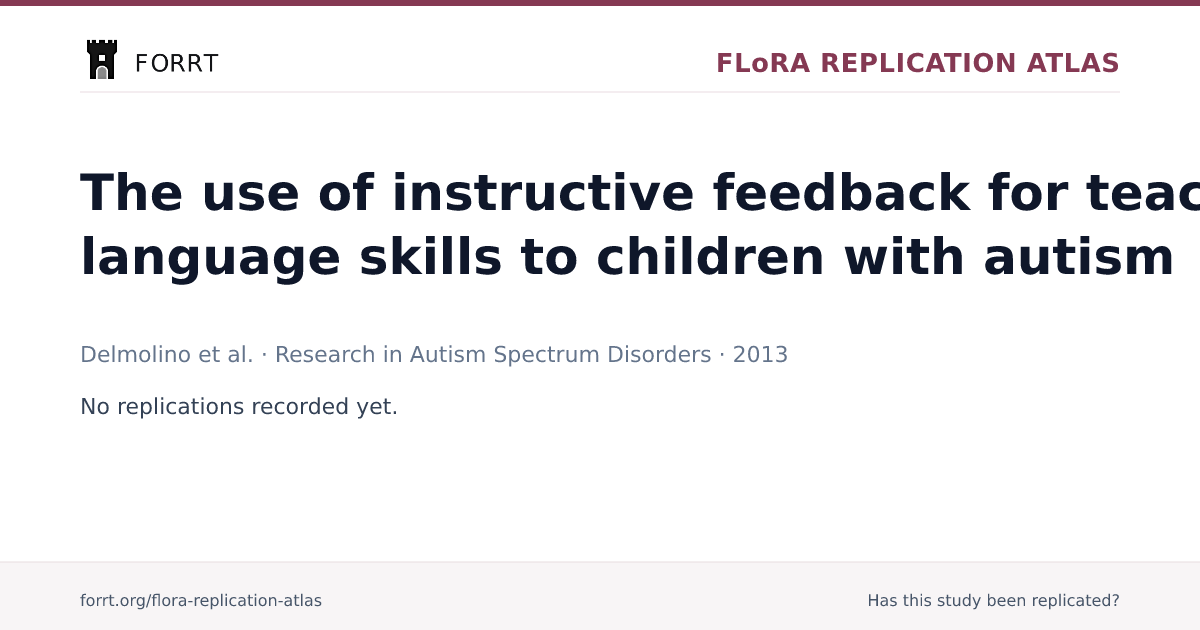 FORRT
FLoRA REPLICATION ATLAS
The use of instructive feedback for teac
language skills to children with autism
Delmolino et al. · Research in Autism Spectrum Disorders · 2013
No replications recorded yet.
forrt.org/flora-replication-atlas
Has this study been replicated?